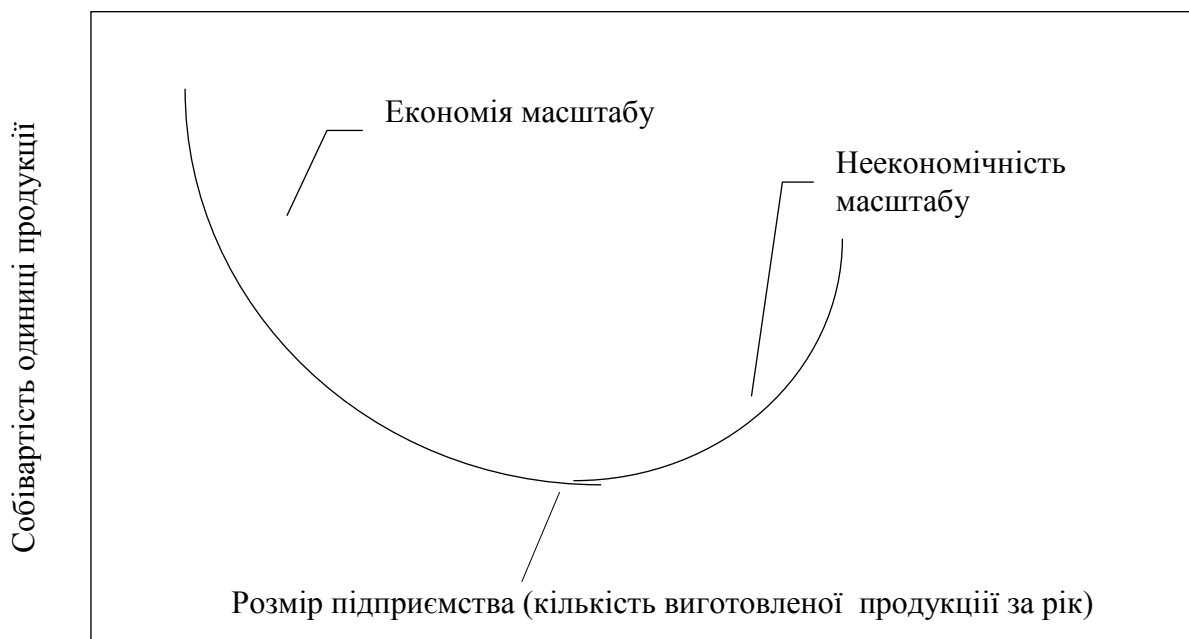 Собівартість одиниці продукції
Економія масштабу
Неекономічність
масштабу
Розмір підприємства (кількість виготовленої продукціїї за рік)